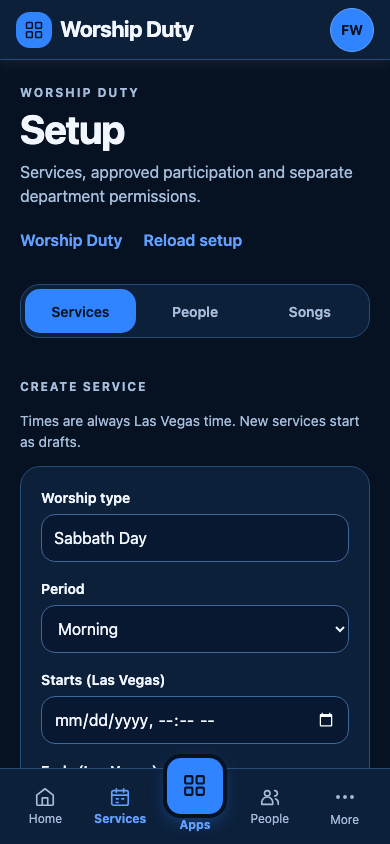 Worship Duty
FW
WORSHIP DUTY
Setup
Services, approved participation and separate
department permissions.
Worship Duty Reload setup
Services People Songs
CREATE SERVICE
Times are always Las Vegas time. New services start
as drafts.
Worship type
Sabbath Day
Period
Morning
Starts (Las Vegas)
mm/dd/yyyy, --:-- --
Home Services Apps People More